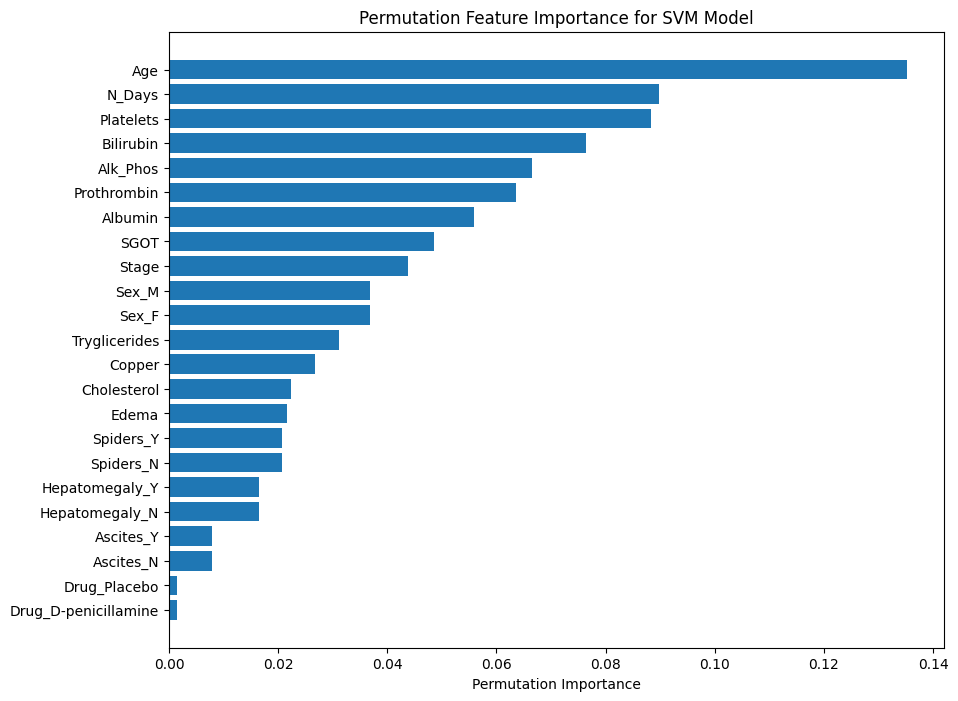 Permutation Feature Importance for SVM Model
Age
N_Days
Platelets
Bilirubin
Alk_Phos
Prothrombin
Albumin
SGOT
Stage
Sex_M
Sex_F
Tryglicerides
Copper
Cholesterol
Edema
Spiders_Y
Spiders_N
Hepatomegaly_Y
Hepatomegaly_N
Ascites_Y
Ascites_N
Drug_Placebo
Drug_D-penicillamine
0.00 0.02 0.04 0.06 0.08 0.10 0.12 0.14
Permutation Importance